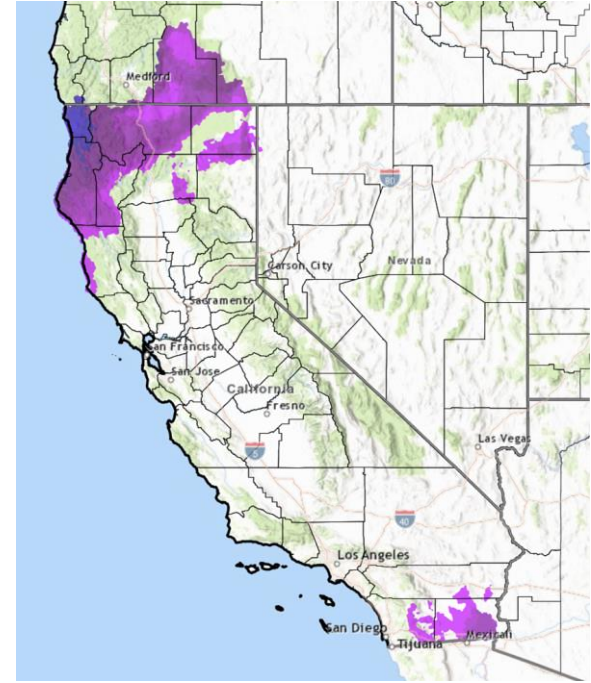 Medford
80
Nevada
Carson City
Sacramento
San Francisco
San Jose
California
Fresno
5
Las Vegas
40
Los Angeles
San Diego
Mexicali
Tijuana